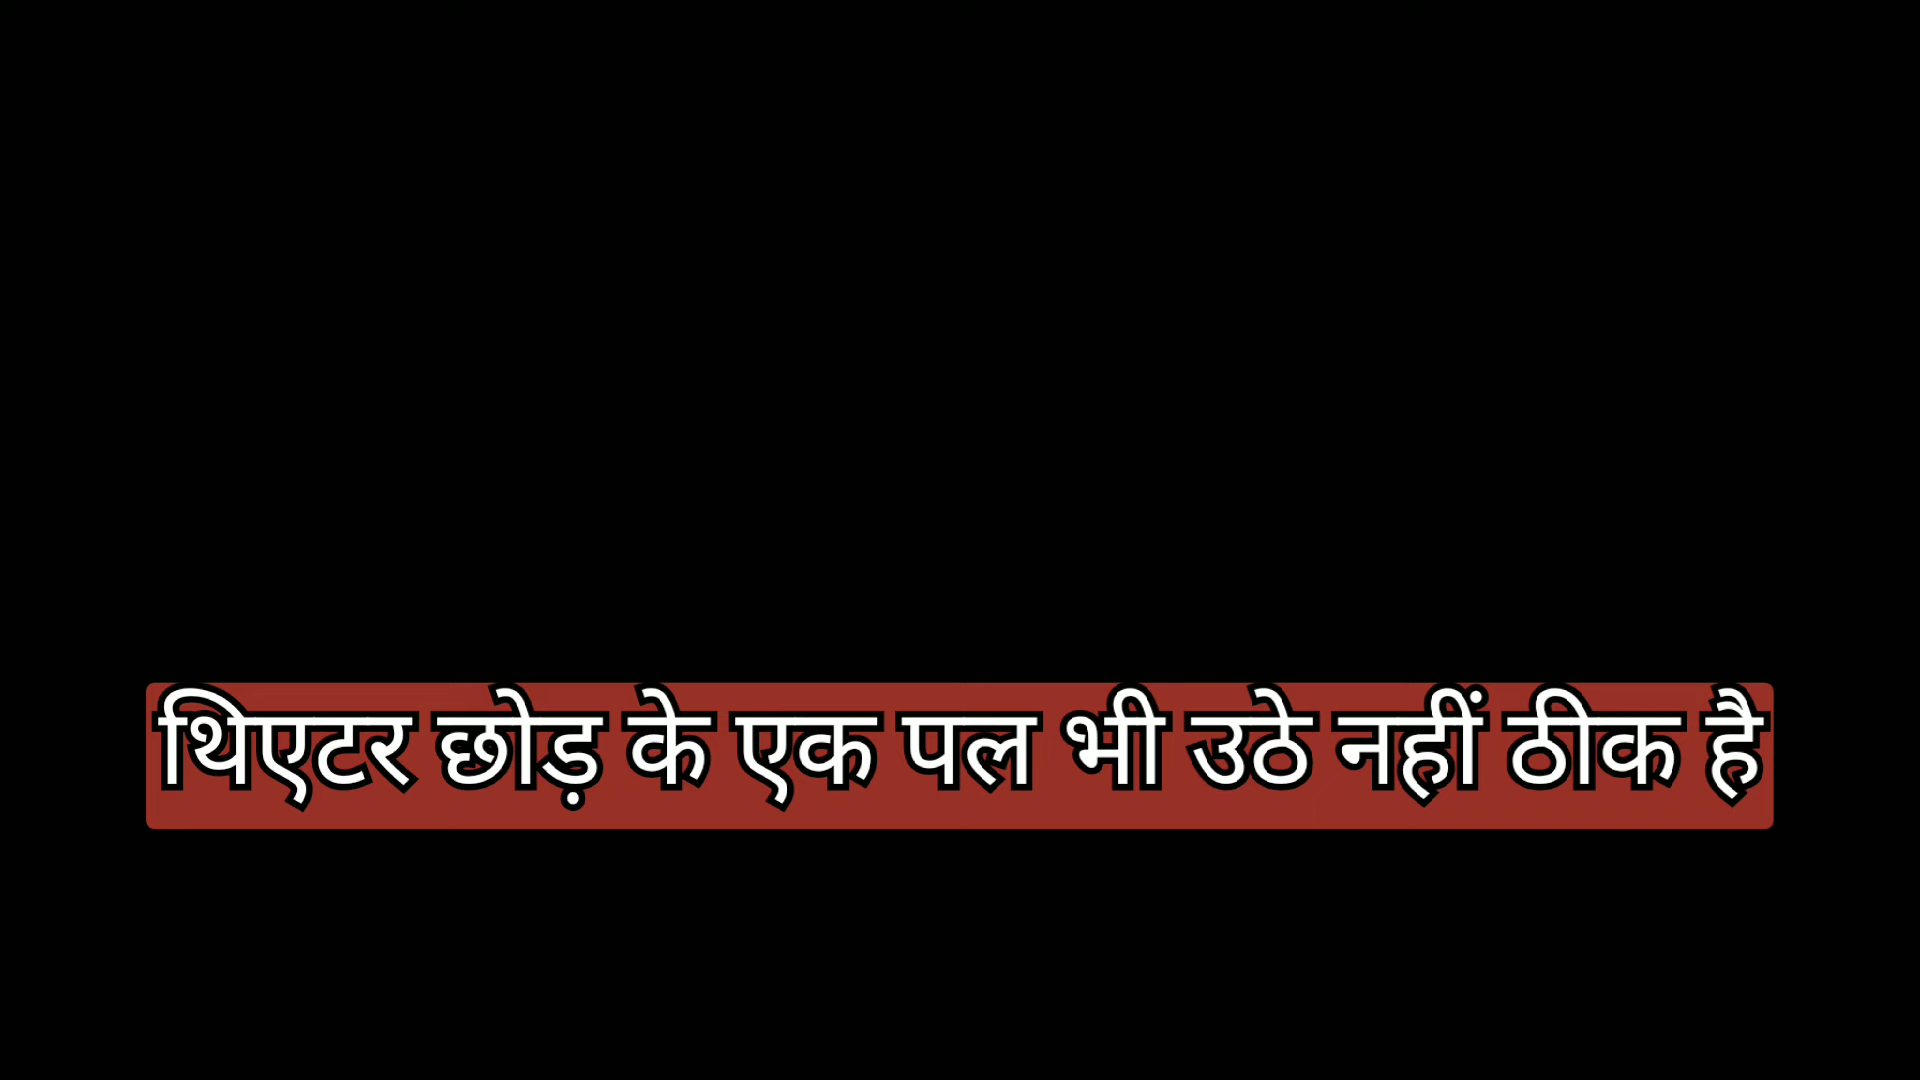 थिएटर छोड़ के एक पल भी उठे नहीं ठीक है